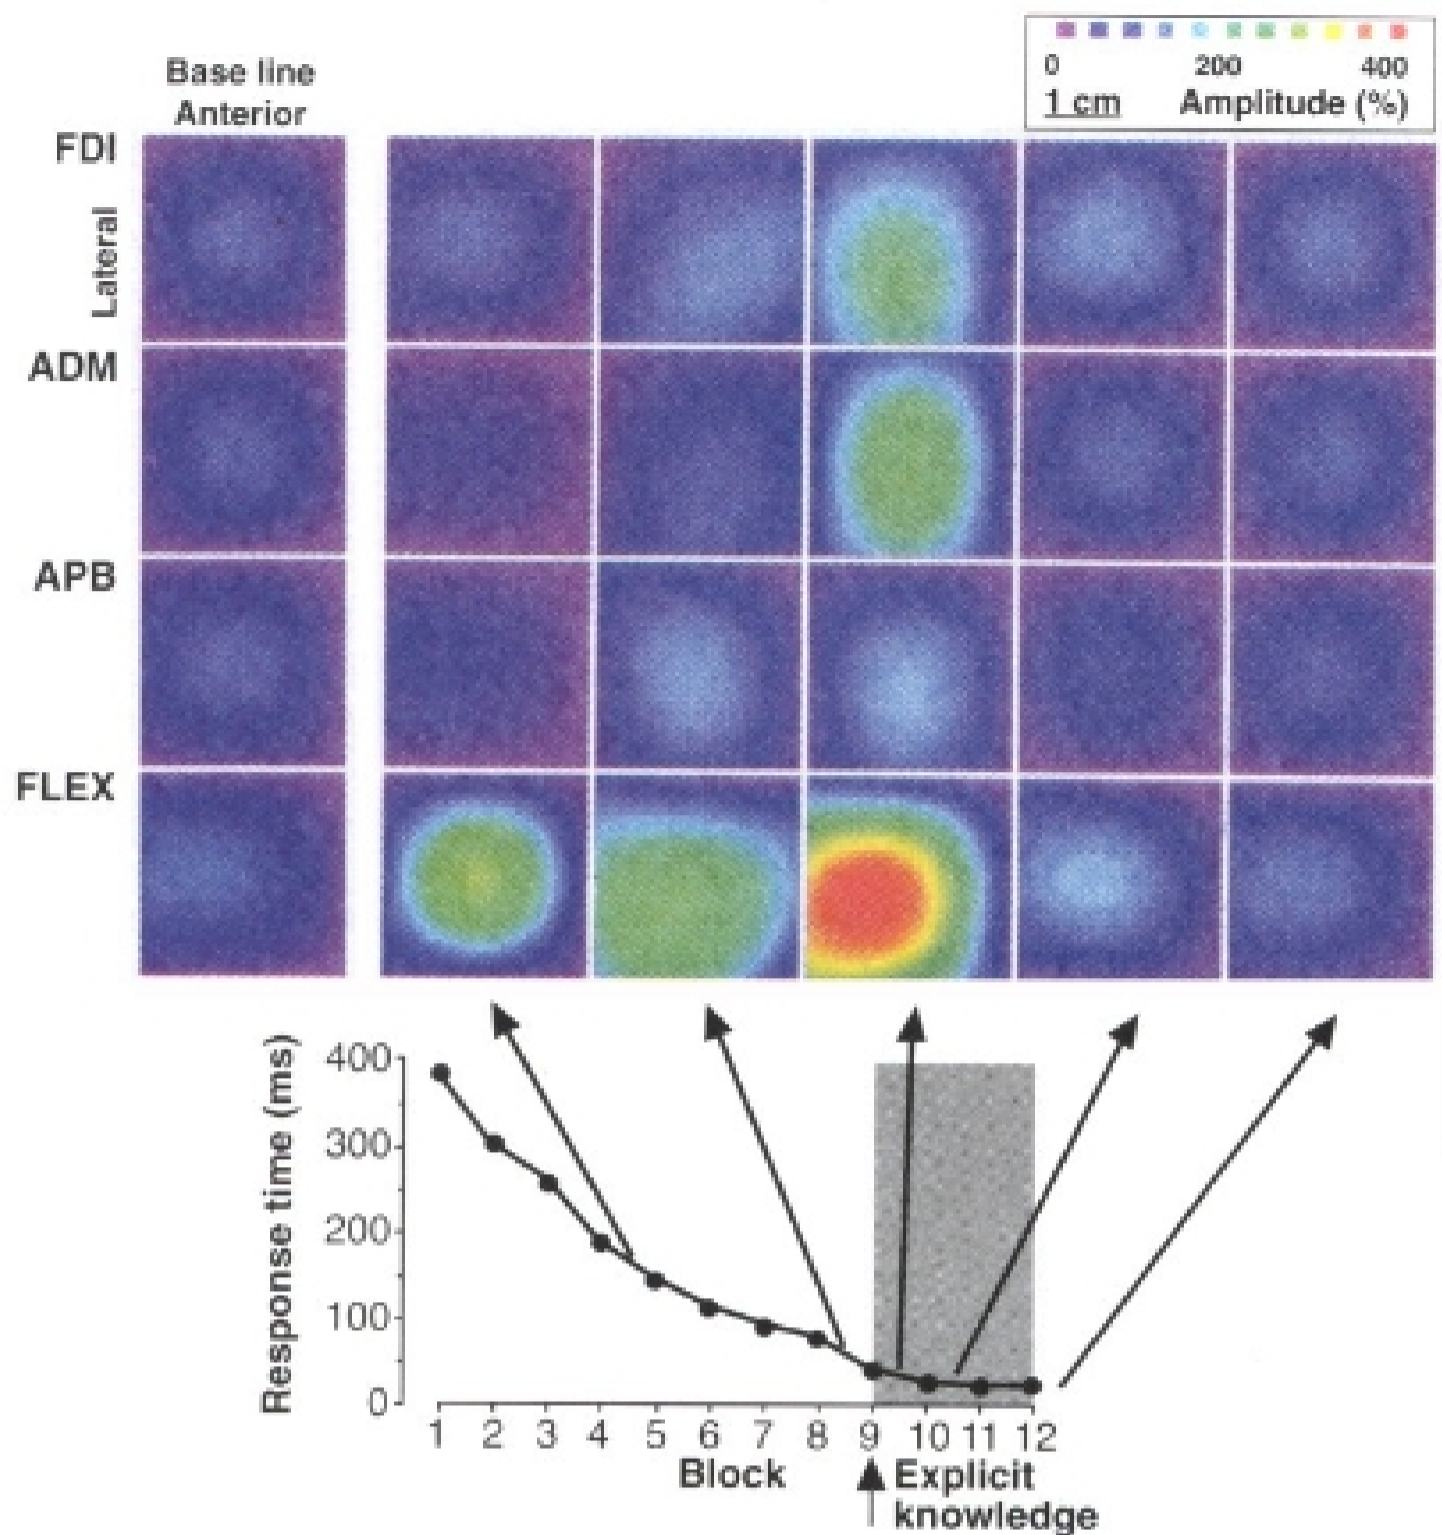 0 200 400
1 cm Amplitude (%)
Base line
Anterior
FDI
Lateral
ADM
APB
FLEX
Response time (ms)
400
300
200
100
0
1 2 3 4 5 6 7 8 9 10 11 12
Block
Explicit
knowledge